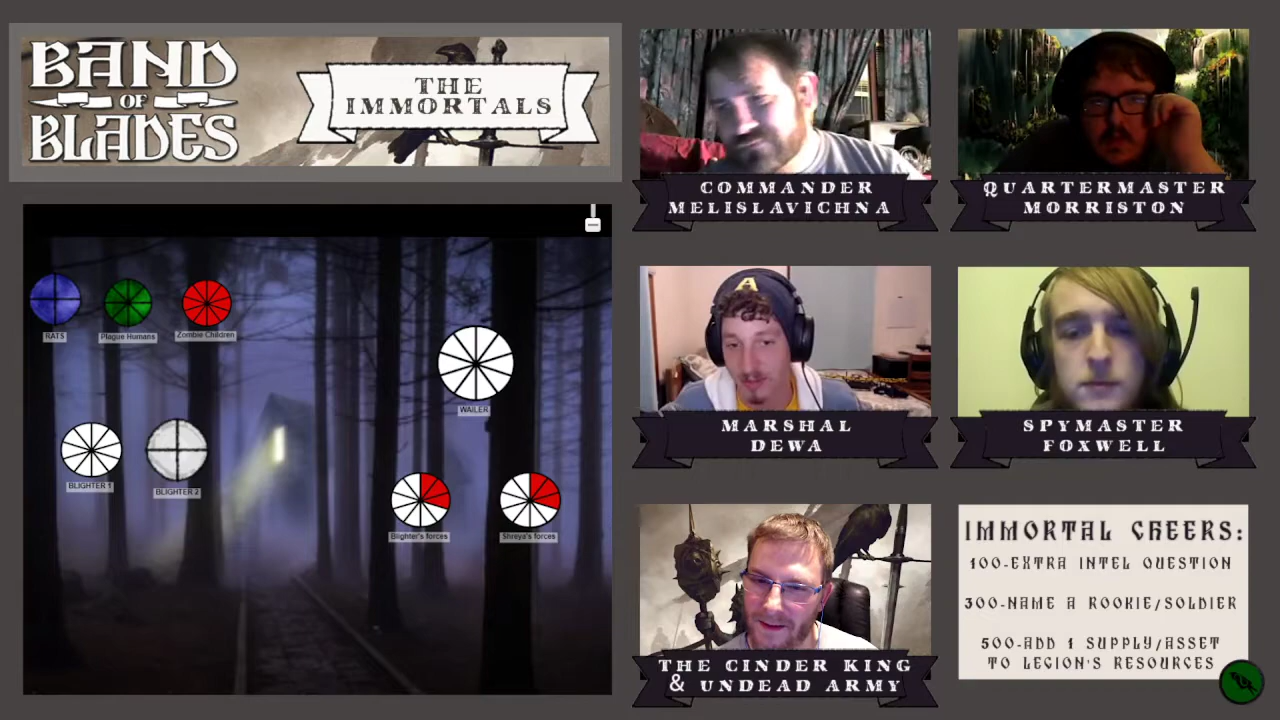 BAND
OF
BLADES
THE
IMMORTALS
COMMANDER
MELISLAVICHNA
QUARTERMASTER
MORRISTON
RATS
Plague Humans
Zombie Children
WAILER
BLIGHTER 1
BLIGHTER 2
Blighter's forces
Shreya's forces
A
MARSHAL
DEWA
SPYMASTER
FOXWELL
THE CINDER KING
& UNDEAD ARMY
IMMORTAL CHEERS:
100-EXTRA INTEL QUESTION
300-NAME A ROOKIE/SOLDIER
500-ADD 1 SUPPLY/ASSET
TO LEGION'S RESOURCES